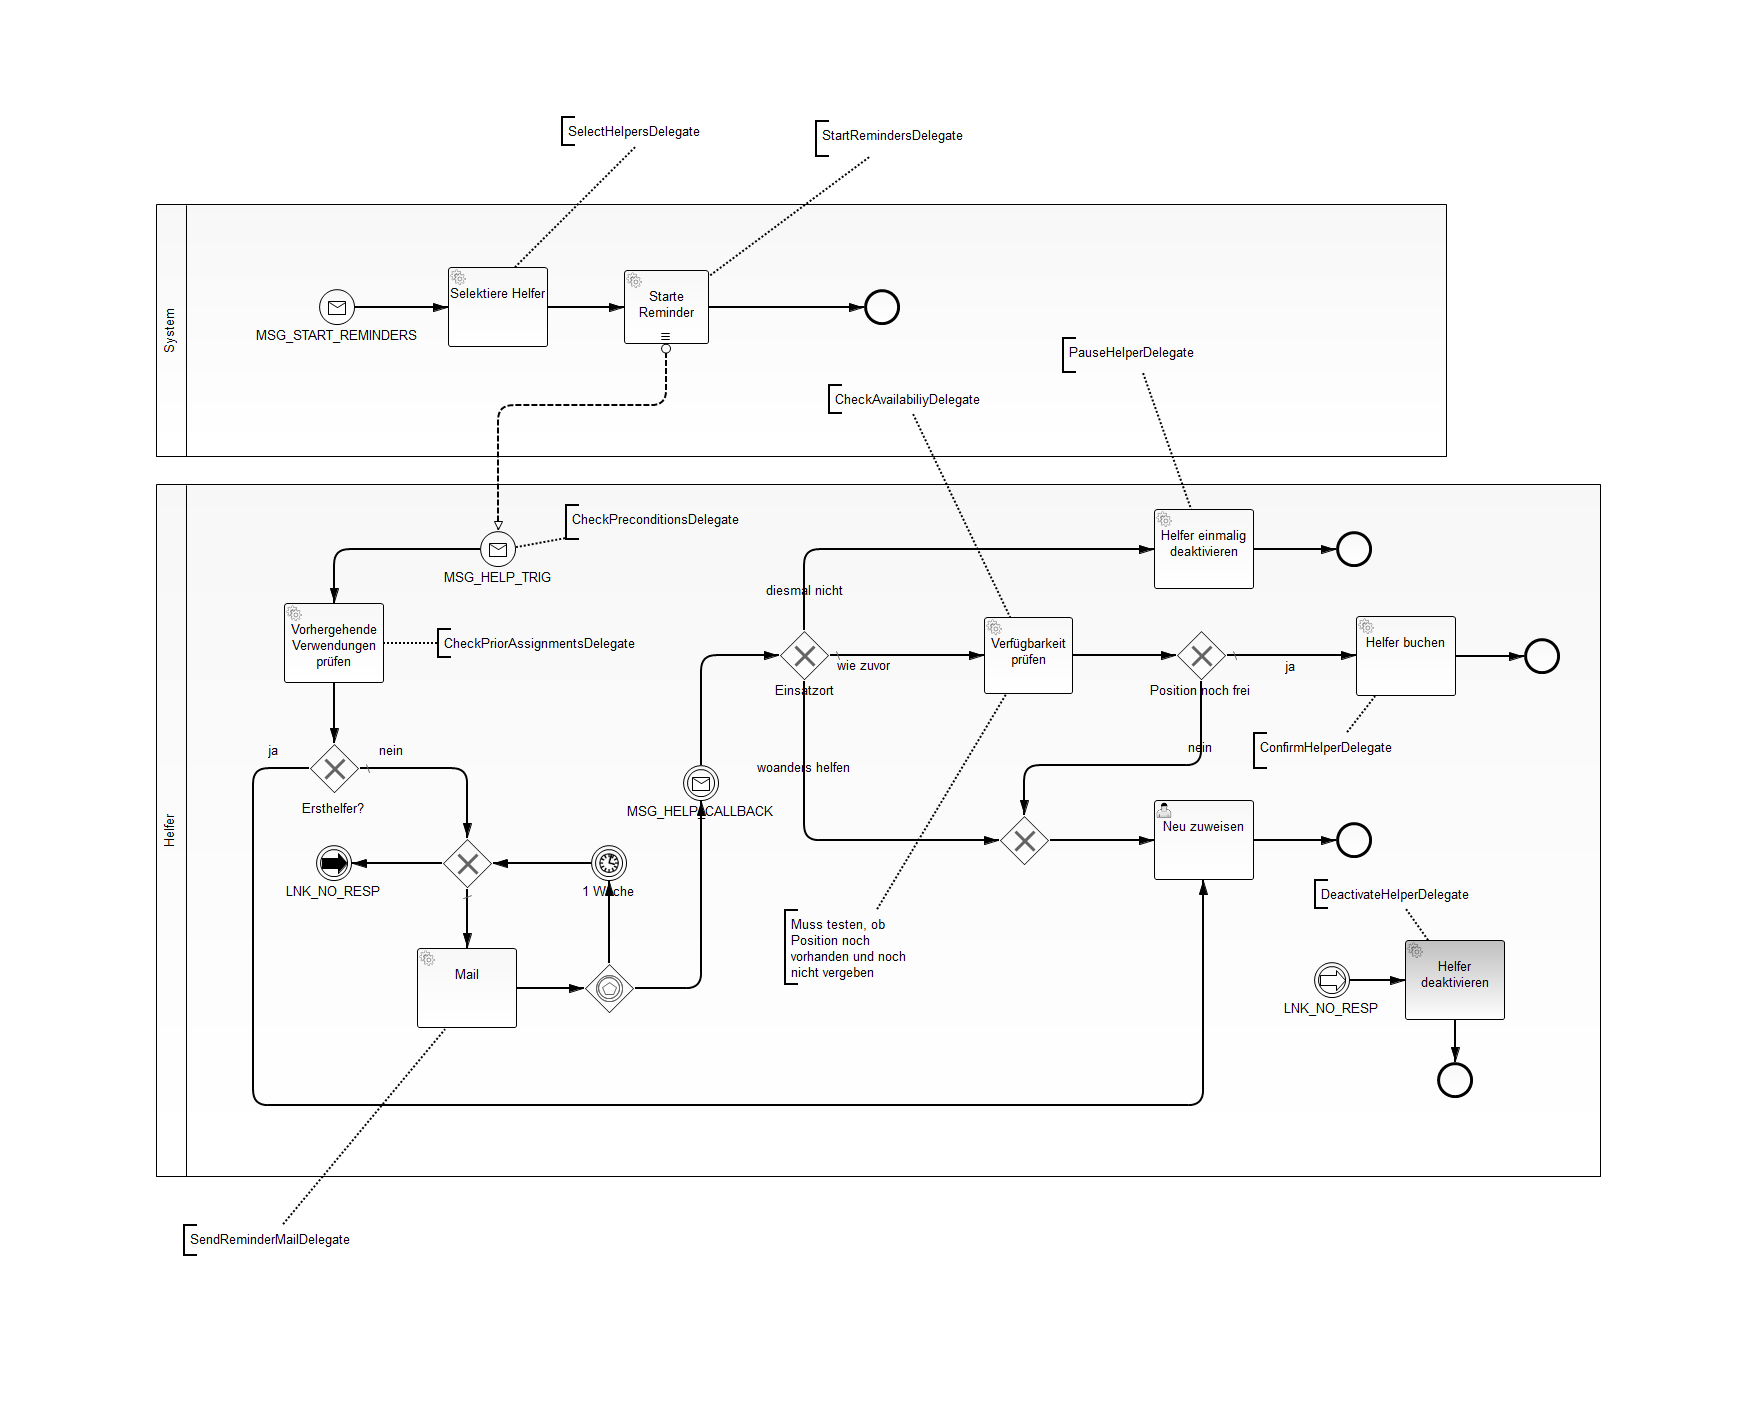 SelectHelpersDelegate
StartRemindersDelegate
System
Selektiere Helfer
Starte
Reminder
MSG_START_REMINDERS
PauseHelperDelegate
CheckAvailabiliyDelegate
Helfer
CheckPreconditionsDelegate
MSG_HELP_TRIG
Helfer einmalig
deaktivieren
diesmal nicht
Vorhergehende
Verwendungen
prüfen
CheckPriorAssignmentsDelegate
Verfügbarkeit
prüfen
Helfer buchen
wie zuvor
ja
Einsatzort
Position noch frei
ja
nein
nein
ConfirmHelperDelegate
woanders helfen
Ersthelfer?
MSG_HELP_CALLBACK
Neu zuweisen
LNK_NO_RESP
1 Woche
DeactivateHelperDelegate
Muss testen, ob
Position noch
vorhanden und noch
nicht vergeben
Mail
Helfer
deaktivieren
LNK_NO_RESP
SendReminderMailDelegate